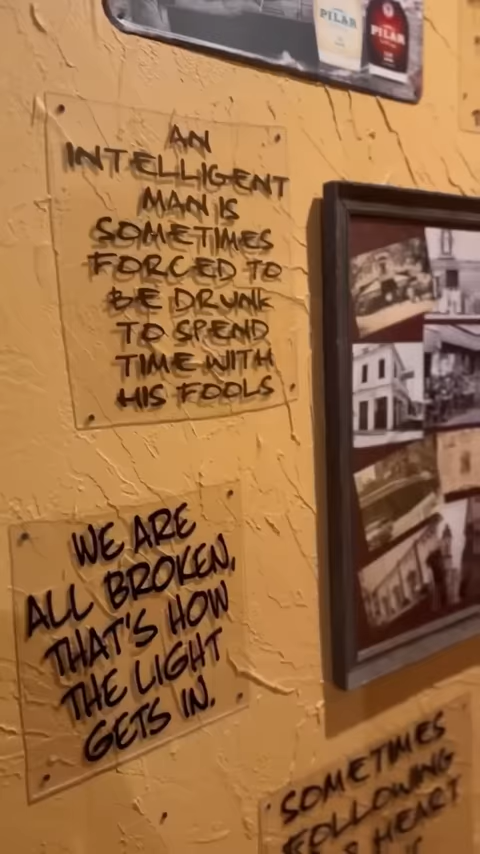 PILAR
PILAR
AN
INTELLIGENT
MAN IS
SOMETIMES
FORCED TO
BE DRUNK
TO SPEND
TIME WITH
HIS FOOLS
WE ARE
ALL BROKEN,
THAT'S HOW
THE LIGHT
GETS IN.
SOMETIMES
FOLLOWING
HEART